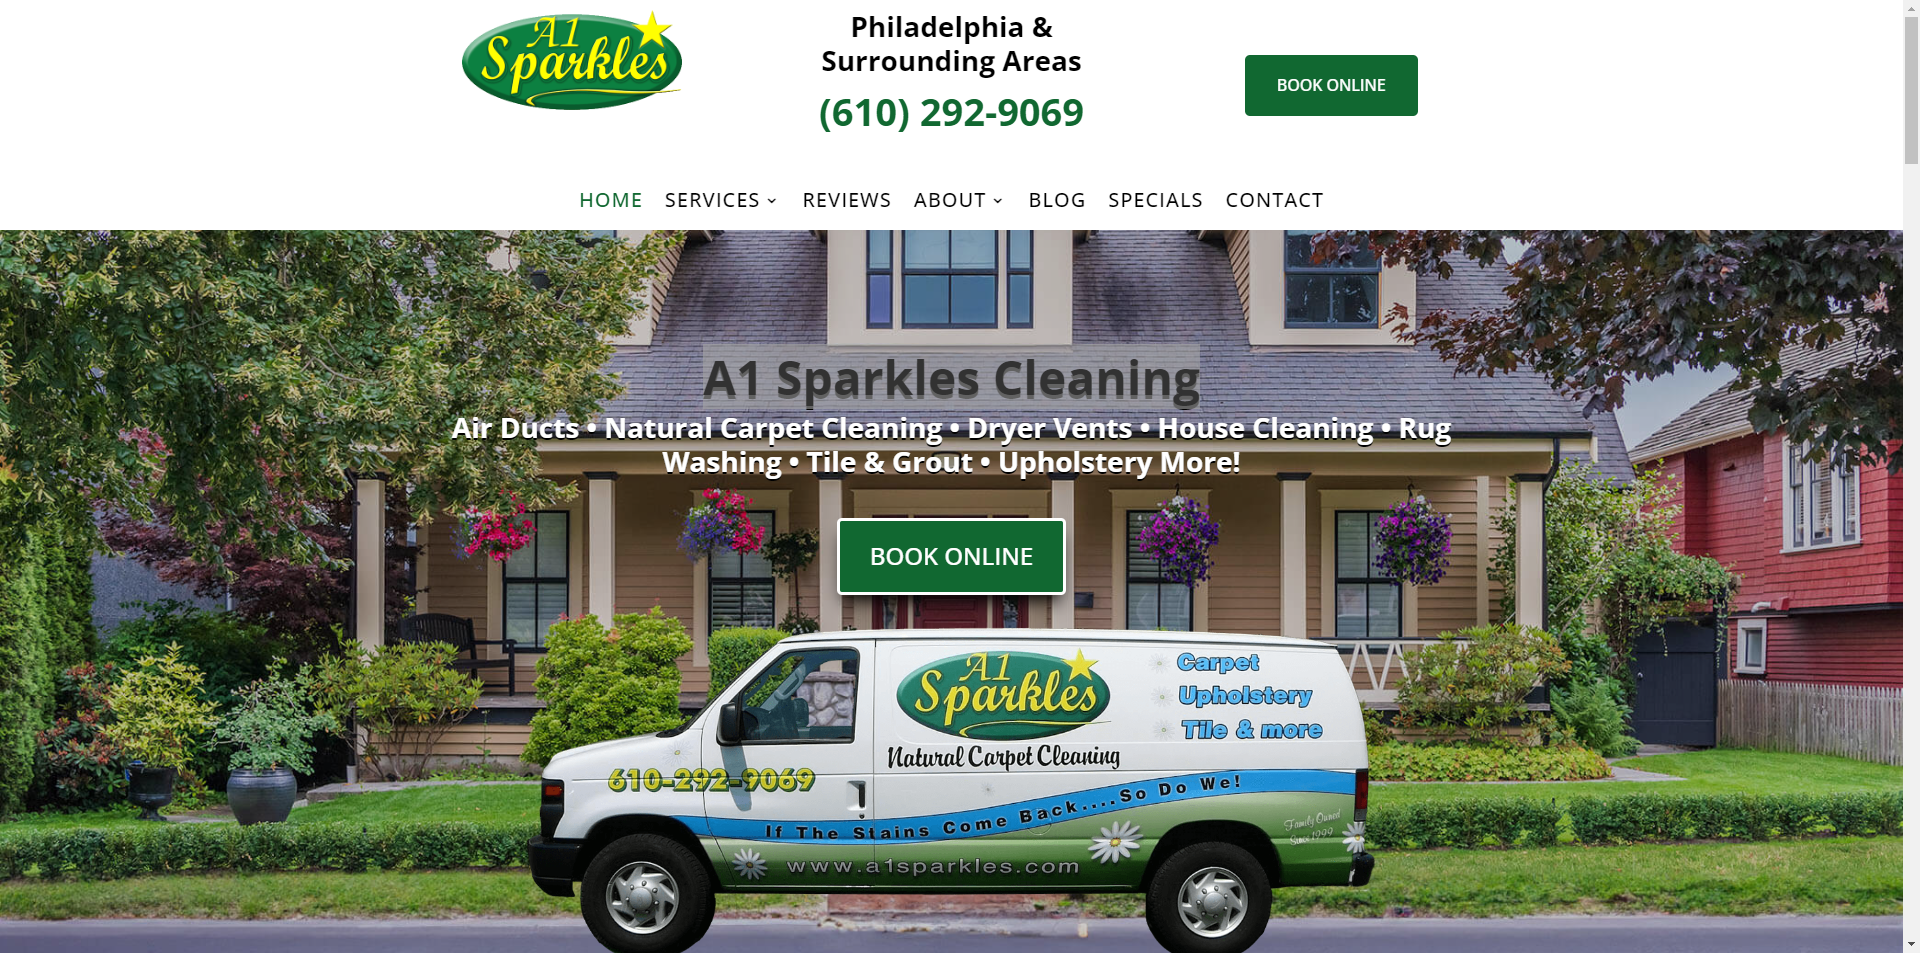 A1
Sparkles
Philadelphia &
Surrounding Areas
(610) 292-9069
BOOK ONLINE
HOME SERVICES REVIEWS ABOUT BLOG SPECIALS CONTACT
A1 Sparkles Cleaning
Air Ducts • Natural Carpet Cleaning • Dryer Vents • House Cleaning • Rug
Washing • Tile & Grout • Upholstery More!
BOOK ONLINE
A1
Sparkles
Natural Carpet Cleaning
Carpet
Upholstery
Tile & more
610-292-9069
If The Stains Come Back....So Do We!
www.a1sparkles.com
Family Owned
Since 1999